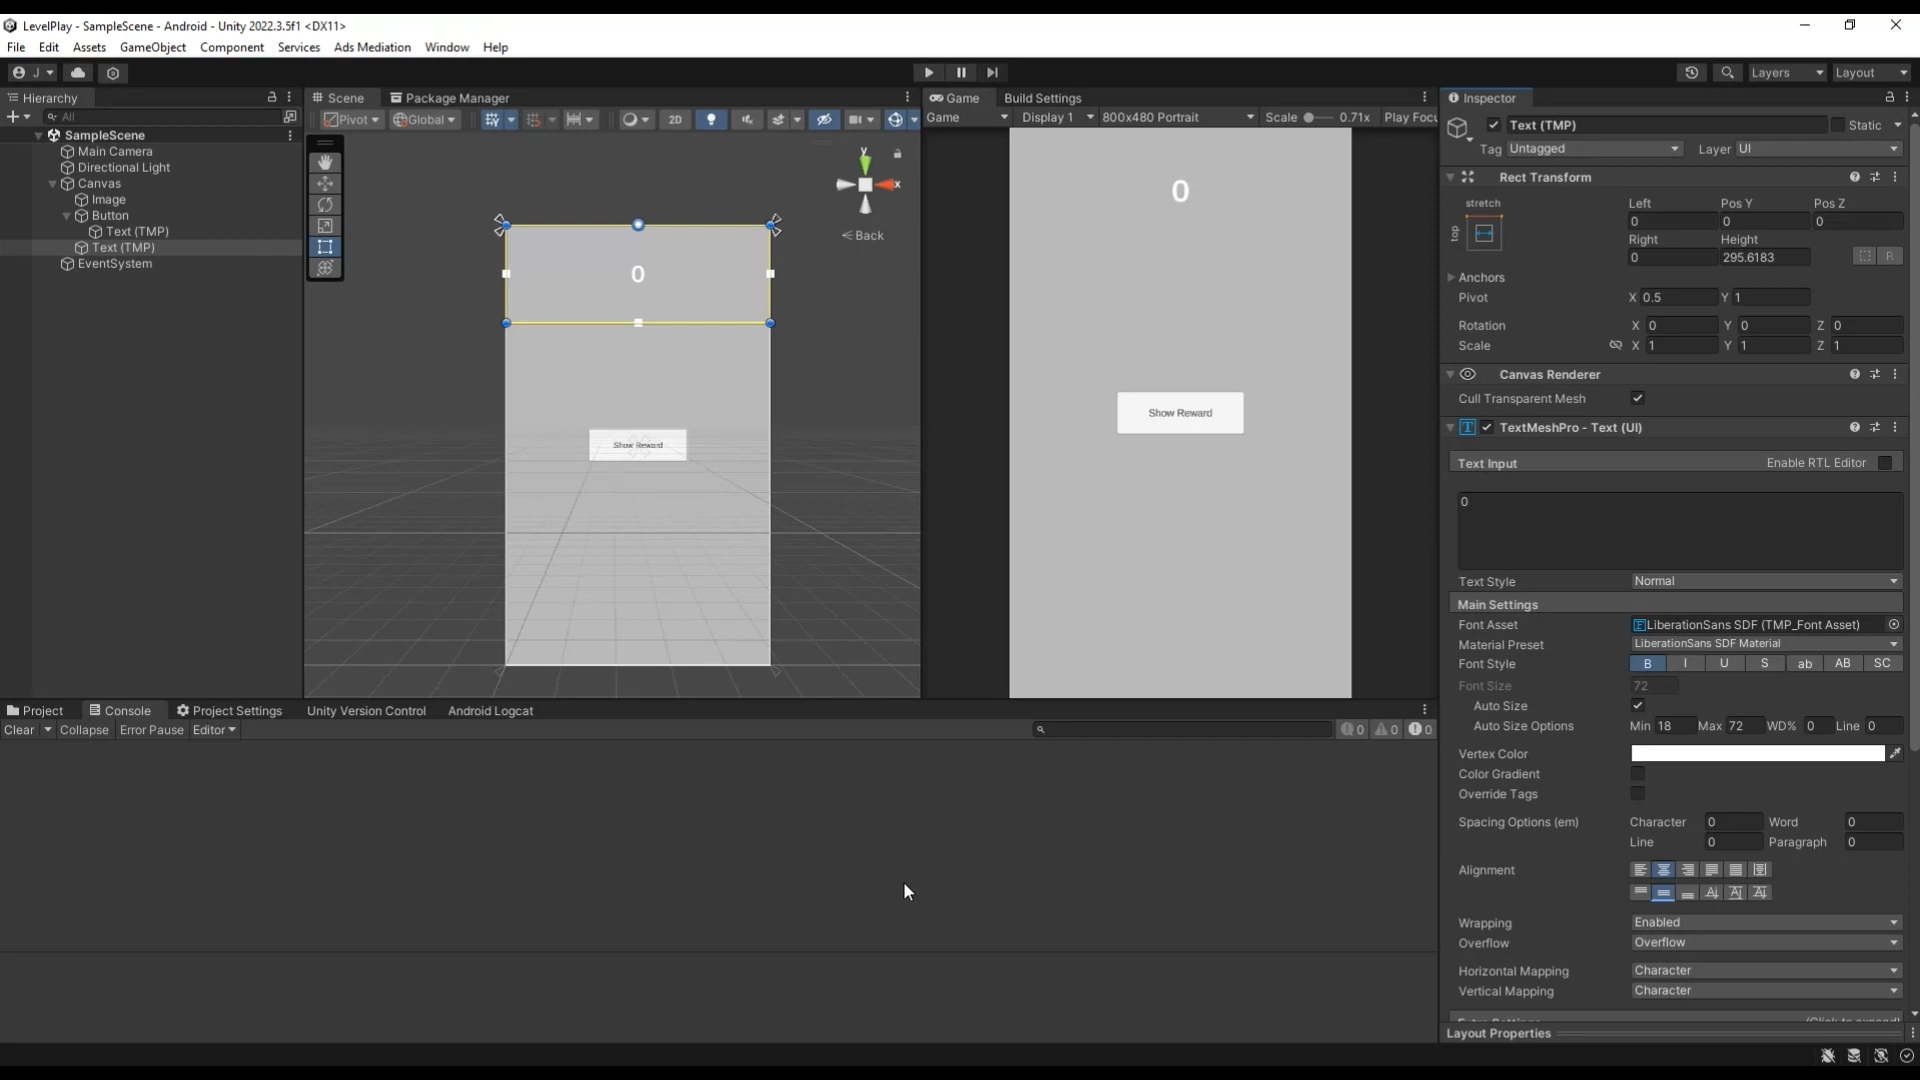 LevelPlay - SampleScene - Android - Unity 2022.3.5f1 <DX11>
File Edit Assets GameObject Component Services Ads Mediation Window Help
J Layers Layout
Hierarchy
All
SampleScene
Main Camera
Directional Light
Canvas
Image
Button
Text (TMP)
Text (TMP)
EventSystem
Scene Package Manager
Pivot Global 2D
y
x
Back
0
Show Reward
Game Build Settings
Game Display 1 800x480 Portrait Scale 0.71x Play Focu
0
Show Reward
Project Console Project Settings Unity Version Control Android Logcat
Clear Collapse Error Pause Editor 0 0 0
Inspector
Text (TMP) Static
Tag Untagged Layer UI
Rect Transform
stretch Left Pos Y Pos Z
top 0 0 0
Right Height
0 295.6183 R
Anchors
Pivot X 0.5 Y 1
Rotation X 0 Y 0 Z 0
Scale X 1 Y 1 Z 1
Canvas Renderer
Cull Transparent Mesh
TextMeshPro - Text (UI)
Text Input Enable RTL Editor
0
Text Style Normal
Main Settings
Font Asset LiberationSans SDF (TMP_Font Asset)
Material Preset LiberationSans SDF Material
Font Style B I U S ab AB SC
Font Size 72
Auto Size
Auto Size Options Min 18 Max 72 WD% 0 Line 0
Vertex Color
Color Gradient
Override Tags
Spacing Options (em) Character 0 Word 0
Line 0 Paragraph 0
Alignment
Wrapping Enabled
Overflow Overflow
Horizontal Mapping Character
Vertical Mapping Character
Layout Properties